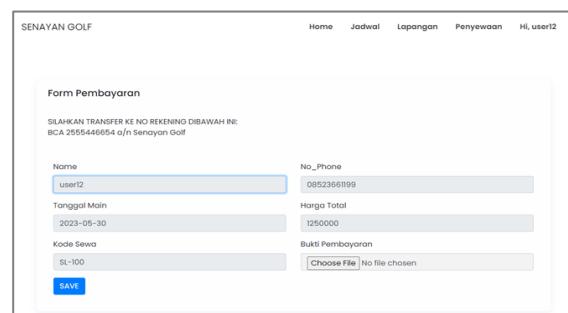 SENAYAN GOLF
Home Jadwal Lapangan Penyewaan Hi, user12
Form Pembayaran
SILAHKAN TRANSFER KE NO REKENING DIBAWAH INI:
BCA 2555446654 a/n Senayan Golf
Name No_Phone
user12 08523661199
Tanggal Main Harga Total
2023-05-30 1250000
Kode Sewa Bukti Pembayaran
SL-100 Choose File No file chosen
SAVE